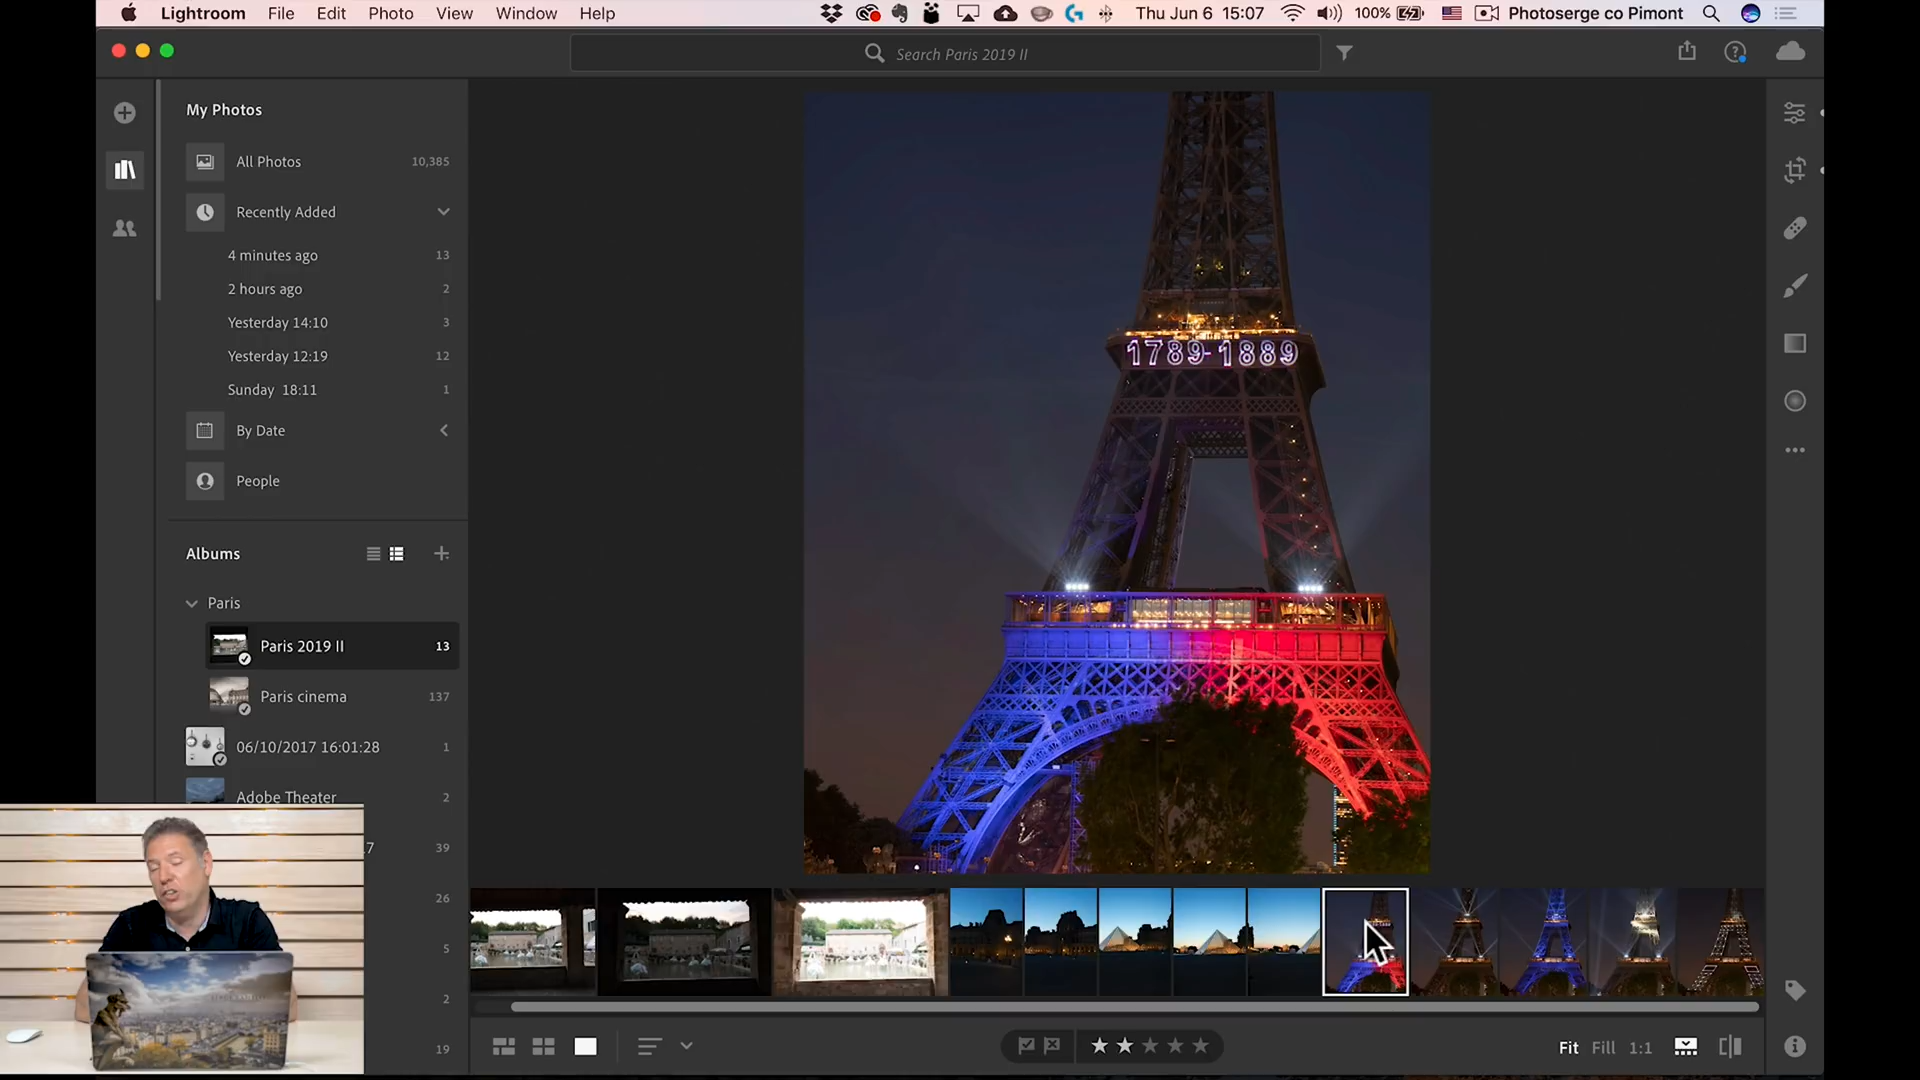 Lightroom File Edit Photo View Window Help Thu Jun 6 15:07 100% Photoserge co Pimont
Search Paris 2019 II
My Photos
All Photos 10,385
Recently Added
4 minutes ago 13
2 hours ago 2
Yesterday 14:10 3
Yesterday 12:19 12
Sunday 18:11 1
By Date
People
Albums
Paris
Paris 2019 II 13
Paris cinema 137
06/10/2017 16:01:28 1
Adobe Theater 2
7 39
26
5
2
19
1789-1889
Fit Fill 1:1